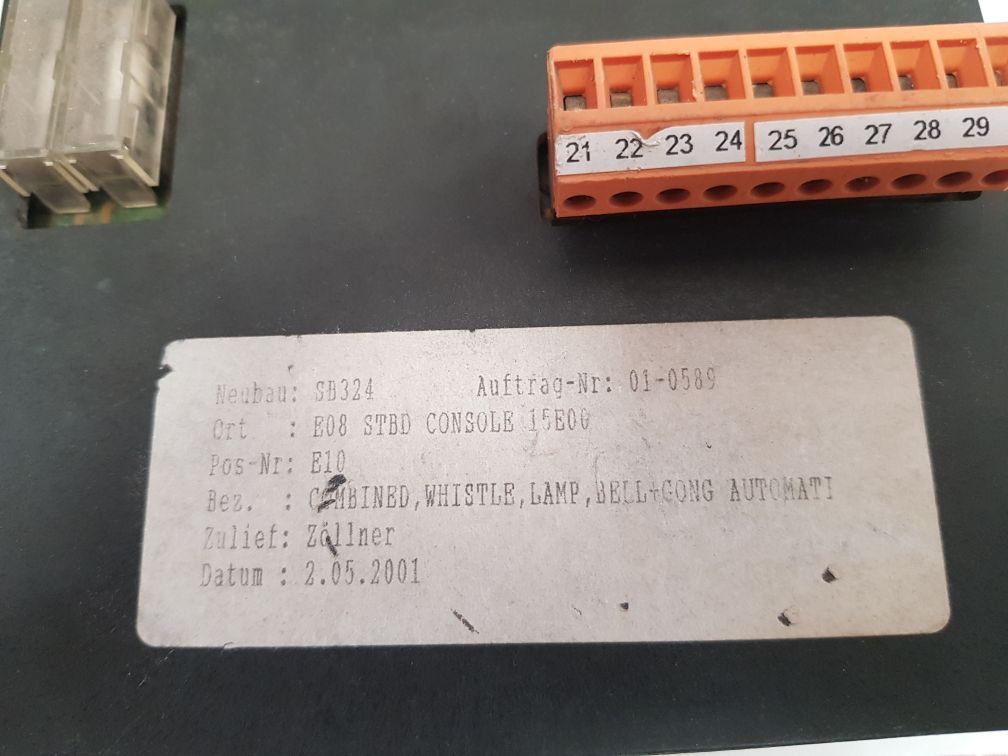 21 22 23 24 25 26 27 28 29
Neubau: SB324 Auftrag-Nr: 01-0589
Ort : E08 STBD CONSOLE 15E00
Pos-Nr: E10
Bez. : COMBINED,WHISTLE,LAMP,BELL+GONG AUTOMATI
Zulief: Zöllner
Datum : 2.05.2001